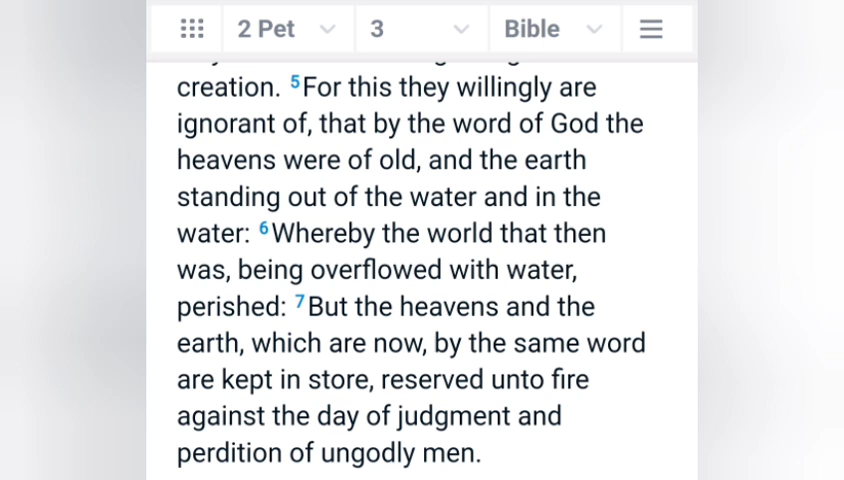 2 Pet 3 Bible
creation. 5For this they willingly are
ignorant of, that by the word of God the
heavens were of old, and the earth
standing out of the water and in the
water: 6Whereby the world that then
was, being overflowed with water,
perished: 7But the heavens and the
earth, which are now, by the same word
are kept in store, reserved unto fire
against the day of judgment and
perdition of ungodly men.